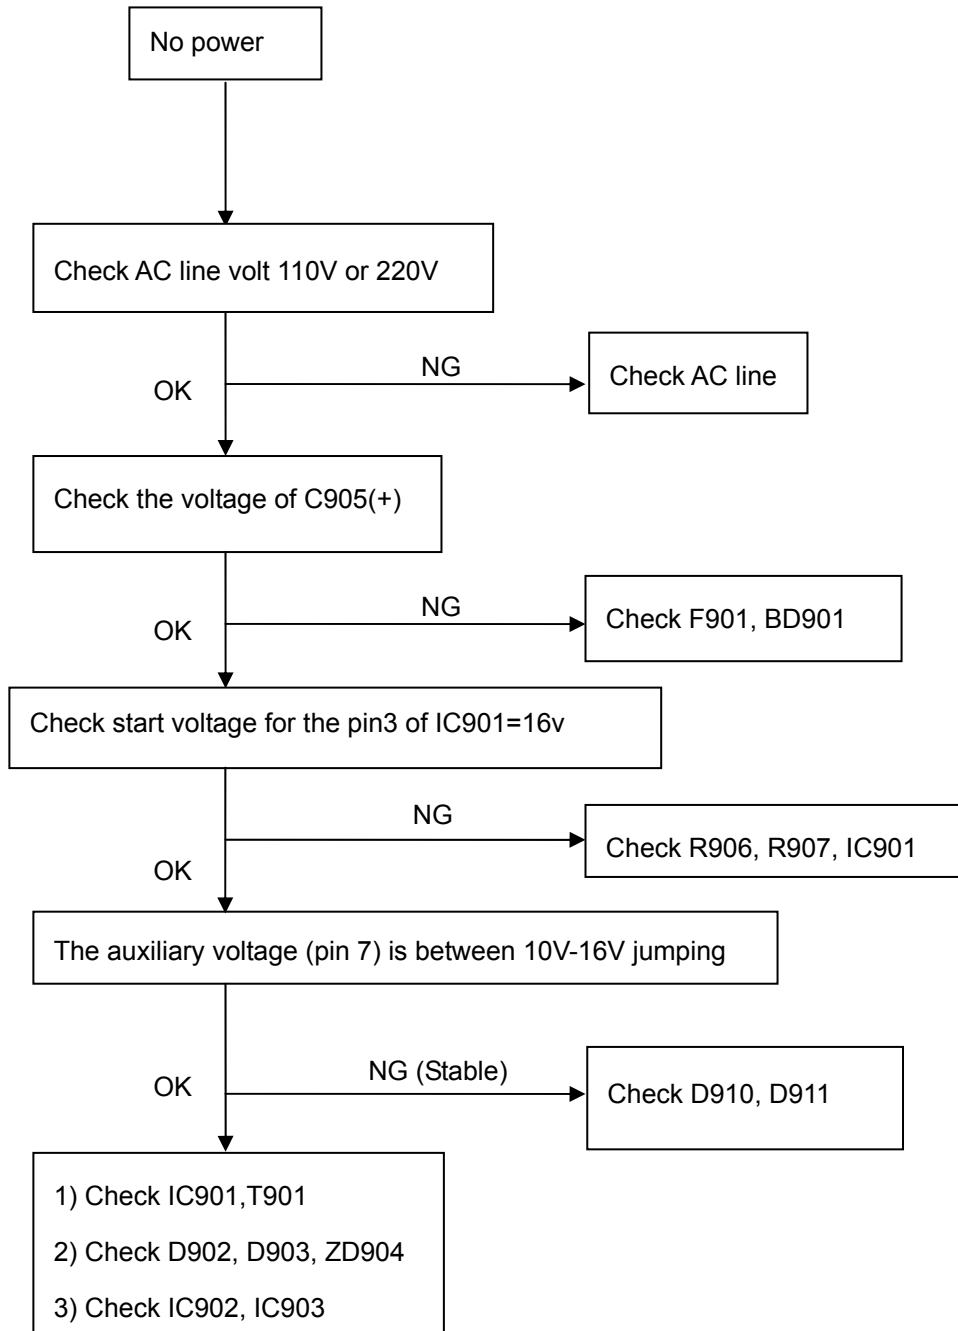 No power
Check AC line volt 110V or 220V
NG
OK
Check AC line
Check the voltage of C905(+)
NG
OK
Check F901, BD901
Check start voltage for the pin3 of IC901=16v
NG
OK
Check R906, R907, IC901
The auxiliary voltage (pin 7) is between 10V-16V jumping
NG (Stable)
OK
Check D910, D911
1) Check IC901,T901
2) Check D902, D903, ZD904
3) Check IC902, IC903